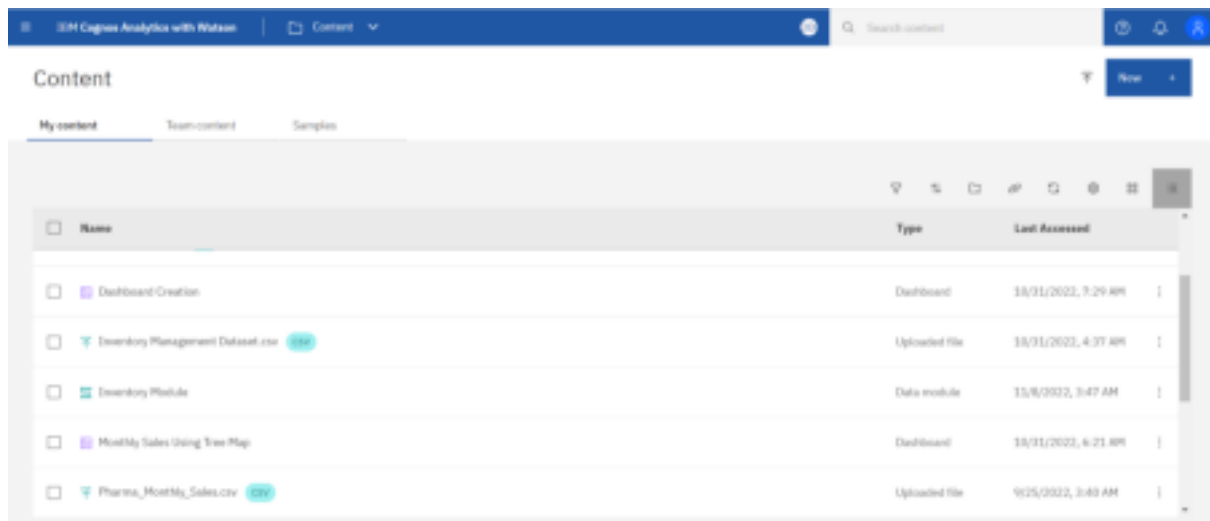 IBM Cognos Analytics with Watson Content Search content
Content New +
My content Team content Samples
Name Type Last Accessed
Dashboard Creation Dashboard 10/31/2022, 7:29 AM
Inventory Management Dataset.csv CSV Uploaded file 10/31/2022, 4:37 AM
Inventory Module Data module 11/8/2022, 3:47 AM
Monthly Sales Using Tree Map Dashboard 10/31/2022, 6:21 AM
Pharma_Monthly_Sales.csv CSV Uploaded file 9/25/2022, 3:40 AM